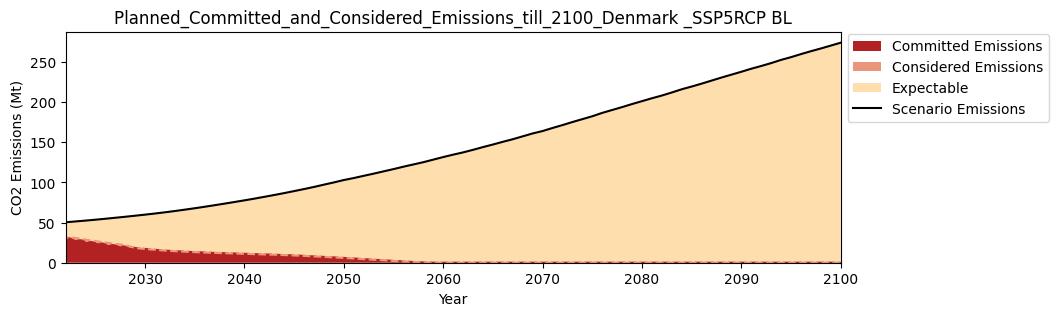 Planned_Committed_and_Considered_Emissions_till_2100_Denmark _SSP5RCP BL
CO2 Emissions (Mt)
250
200
150
100
50
0
2030 2040 2050 2060 2070 2080 2090 2100
Year
Committed Emissions
Considered Emissions
Expectable
Scenario Emissions